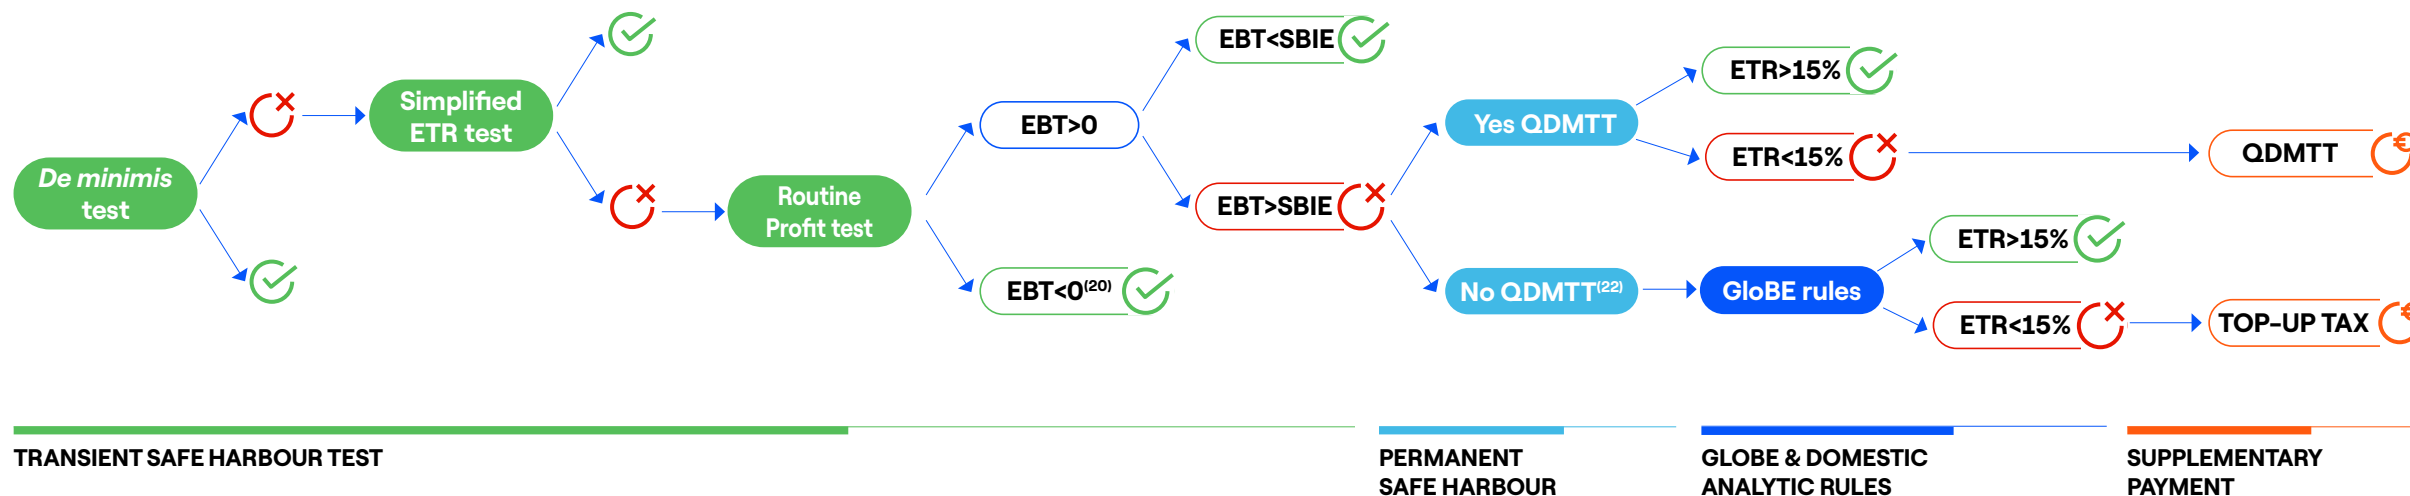 De minimis
test
Simplified
ETR test
Routine
Profit test
EBT>0
EBT<0(20)
EBT<SBIE
EBT>SBIE
Yes QDMTT
No QDMTT(22)
ETR>15%
ETR<15%
GloBE rules
ETR>15%
ETR<15%
QDMTT
€
TOP-UP TAX
€
TRANSIENT SAFE HARBOUR TEST
PERMANENT
SAFE HARBOUR
GLOBE & DOMESTIC
ANALYTIC RULES
SUPPLEMENTARY
PAYMENT